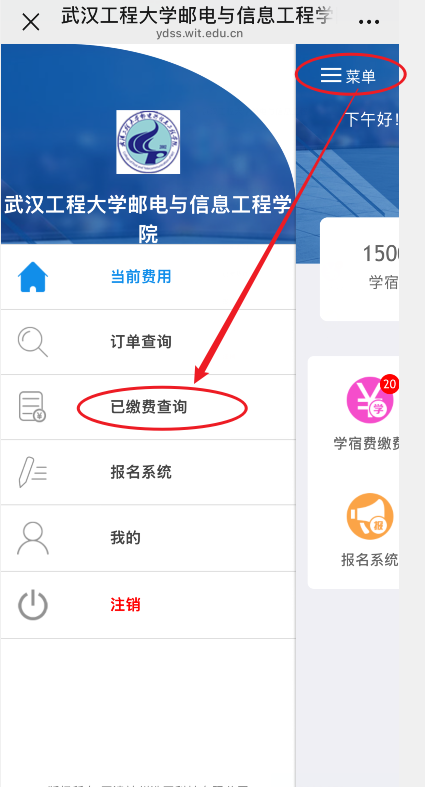 武汉工程大学邮电与信息工程学
ydss.wit.edu.cn
菜单
下午好!
武汉工程大学邮电与信息工程学
院
1500
学宿
当前费用
订单查询
已缴费查询
20
学
学宿费缴费
报名系统
报
报名系统
我的
注销